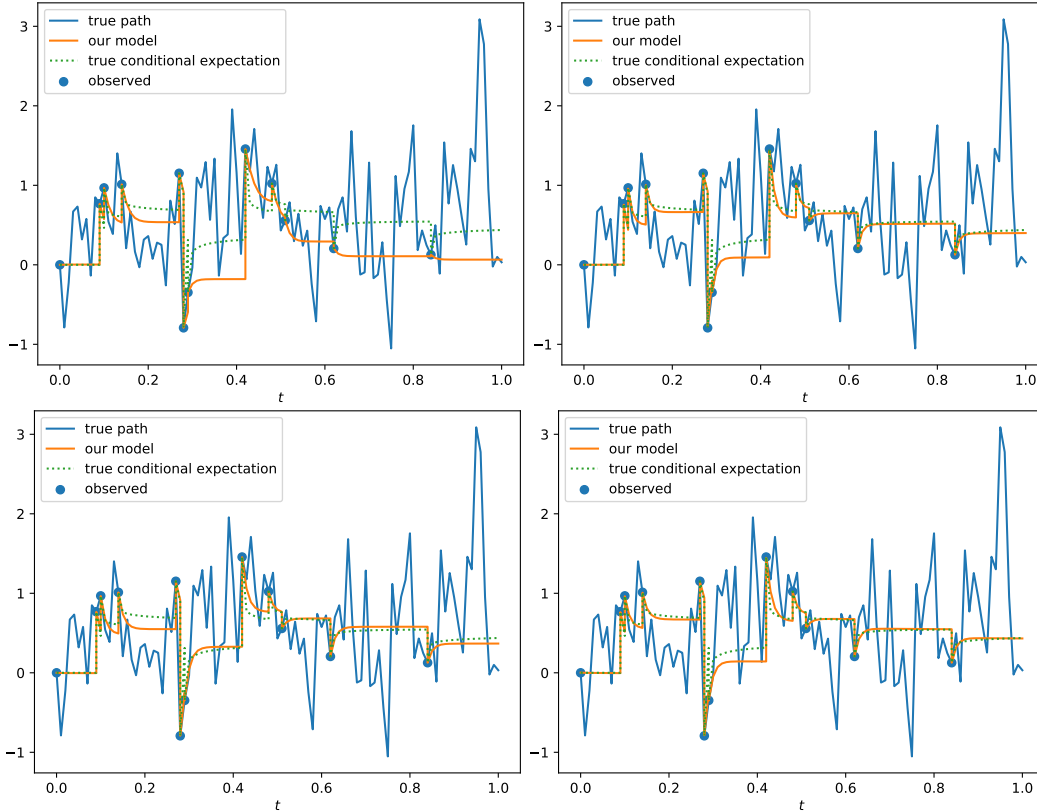 true path
our model
true conditional expectation
observed
3
2
1
0
−1
0.0 0.2 0.4 0.6 0.8 1.0
t
true path
our model
true conditional expectation
observed
3
2
1
0
−1
0.0 0.2 0.4 0.6 0.8 1.0
t
true path
our model
true conditional expectation
observed
3
2
1
0
−1
0.0 0.2 0.4 0.6 0.8 1.0
t
true path
our model
true conditional expectation
observed
3
2
1
0
−1
0.0 0.2 0.4 0.6 0.8 1.0
t